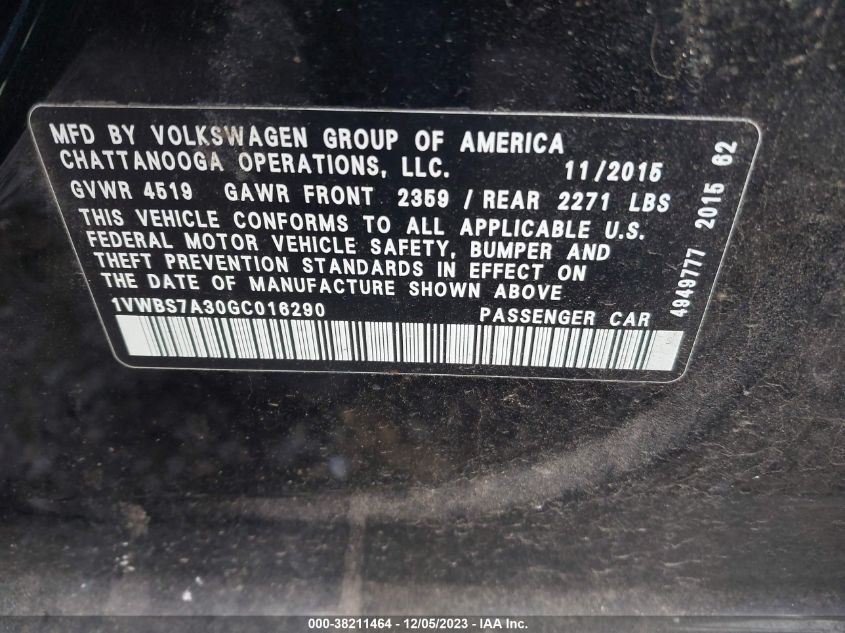 MFD BY VOLKSWAGEN GROUP OF AMERICA
CHATTANOOGA OPERATIONS, LLC. 11/2015
GVWR 4519 GAWR FRONT 2359 / REAR 2271 LBS
THIS VEHICLE CONFORMS TO ALL APPLICABLE U.S.
FEDERAL MOTOR VEHICLE SAFETY, BUMPER AND
THEFT PREVENTION STANDARDS IN EFFECT ON
THE DATE OF MANUFACTURE SHOWN ABOVE.
1VWBS7A30GC016290 PASSENGER CAR
4949777 2015 62
000-38211464 - 12/05/2023 - IAA Inc.